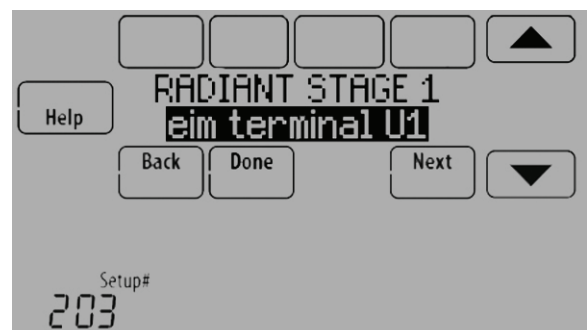 RADIANT STAGE 1
Help
eim terminal U1
Back Done Next
Setup#
203